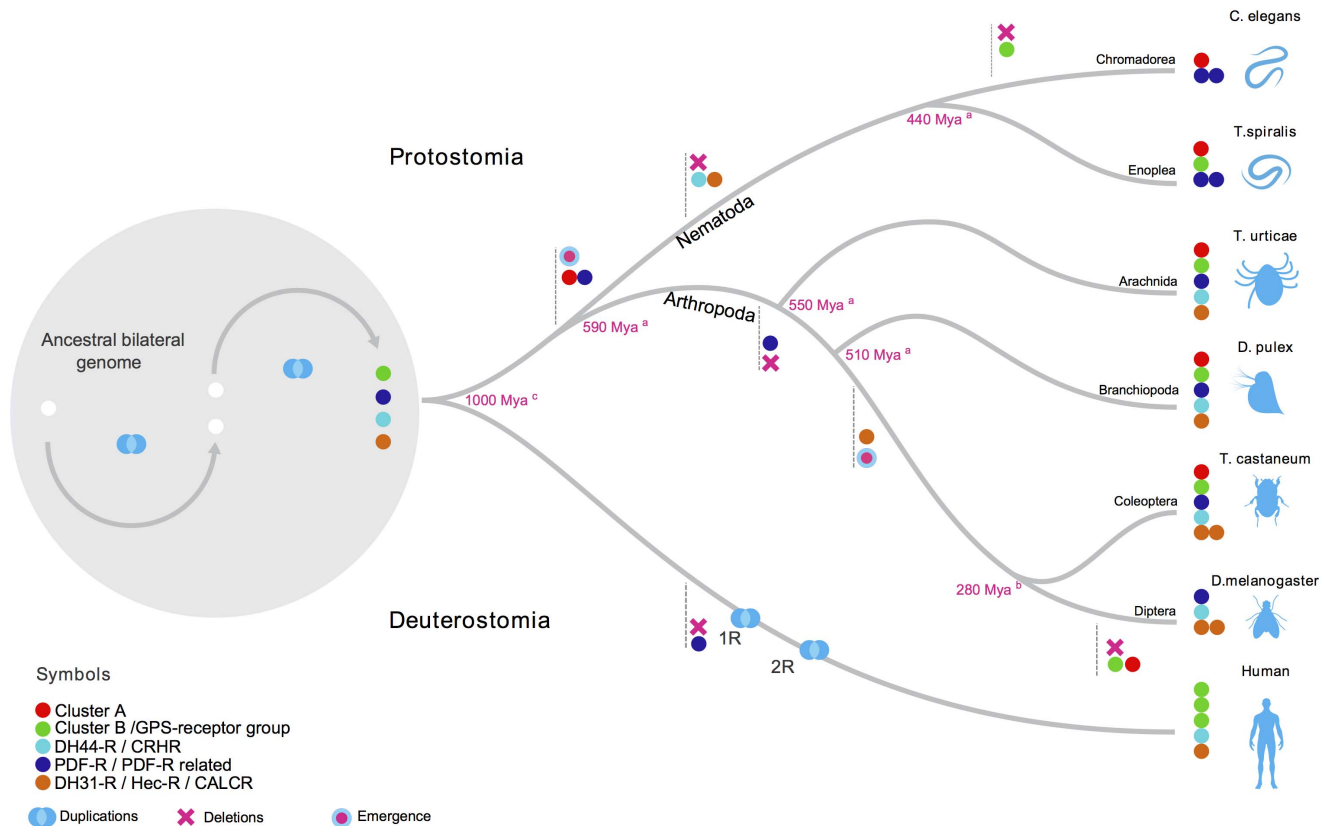 C. elegans
Chromadorea
440 Mya a
T.spiralis
Protostomia
Enoplea
Nematoda
T. urticae
Arachnida
Arthropoda
550 Mya a
590 Mya a
Ancestral bilateral
genome
D. pulex
510 Mya a
Branchiopoda
1000 Mya c
T. castaneum
Coleoptera
D.melanogaster
280 Mya b
Diptera
Deuterostomia
1R
2R
Human
Symbols
Cluster A
Cluster B /GPS-receptor group
DH44-R / CRHR
PDF-R / PDF-R related
DH31-R / Hec-R / CALCR
Duplications
Deletions
Emergence